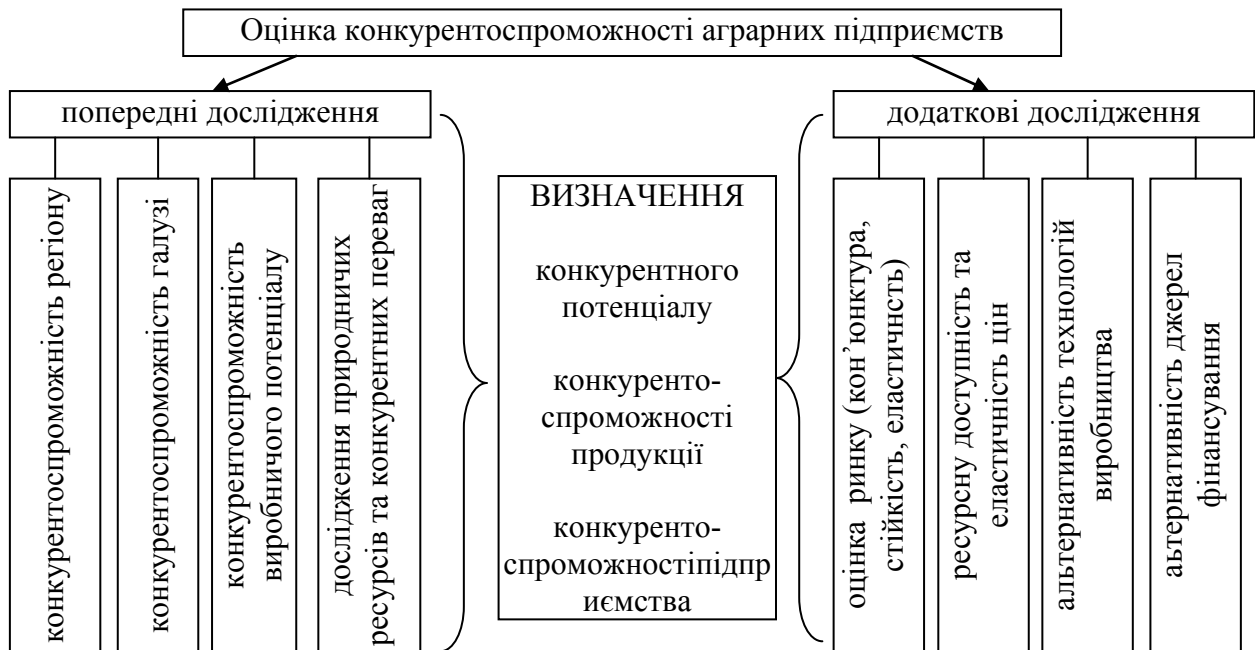 Оцінка конкурентоспроможності аграрних підприємств
попередні дослідження
конкурентоспроможність регіону
конкурентоспроможність галузі
конкурентоспроможність
виробничого потенціалу
дослідження природничих
ресурсів та конкурентних переваг
ВИЗНАЧЕННЯ
конкурентного
потенціалу
конкуренто-
спроможності
продукції
конкуренто-
спроможностіпідпр
иємства
додаткові дослідження
оцінка ринку (кон’юнктура,
стійкість, еластичнсть)
ресурсну доступність та
еластичність цін
альтернативність технологій
виробництва
аьтернативність джерел
фінансування